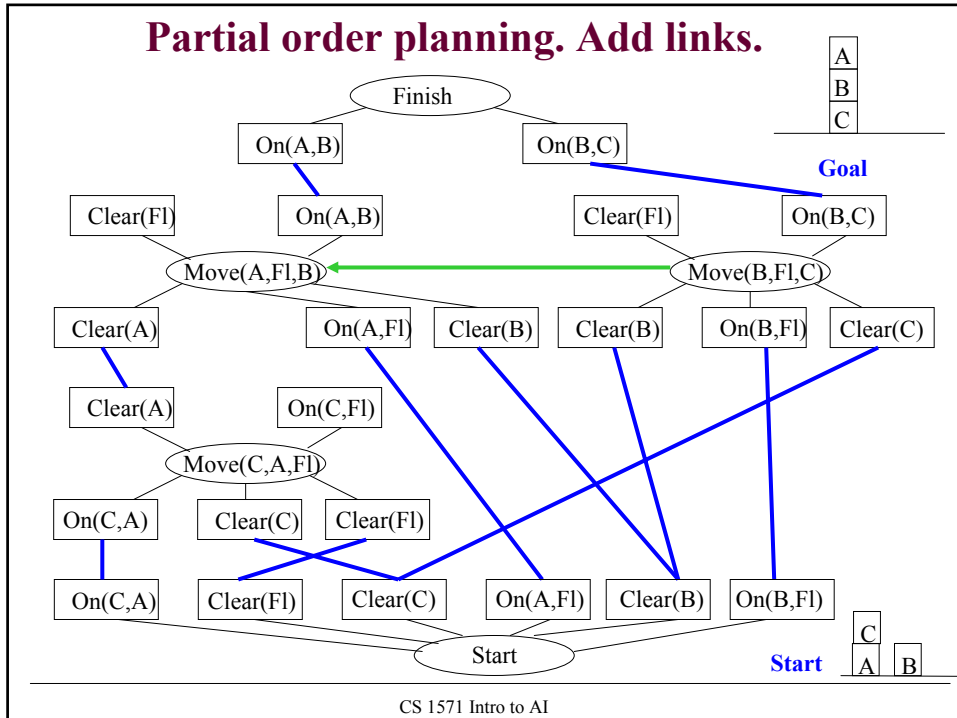 Partial order planning. Add links.
A
B
C
Finish
On(A,B) On(B,C)
Goal
Clear(Fl) On(A,B) Clear(Fl) On(B,C)
Move(A,Fl,B) Move(B,Fl,C)
Clear(A) On(A,Fl) Clear(B) Clear(B) On(B,Fl) Clear(C)
Clear(A) On(C,Fl)
Move(C,A,Fl)
On(C,A) Clear(C) Clear(Fl)
On(C,A) Clear(Fl) Clear(C) On(A,Fl) Clear(B) On(B,Fl)
C
Start Start A B
CS 1571 Intro to AI